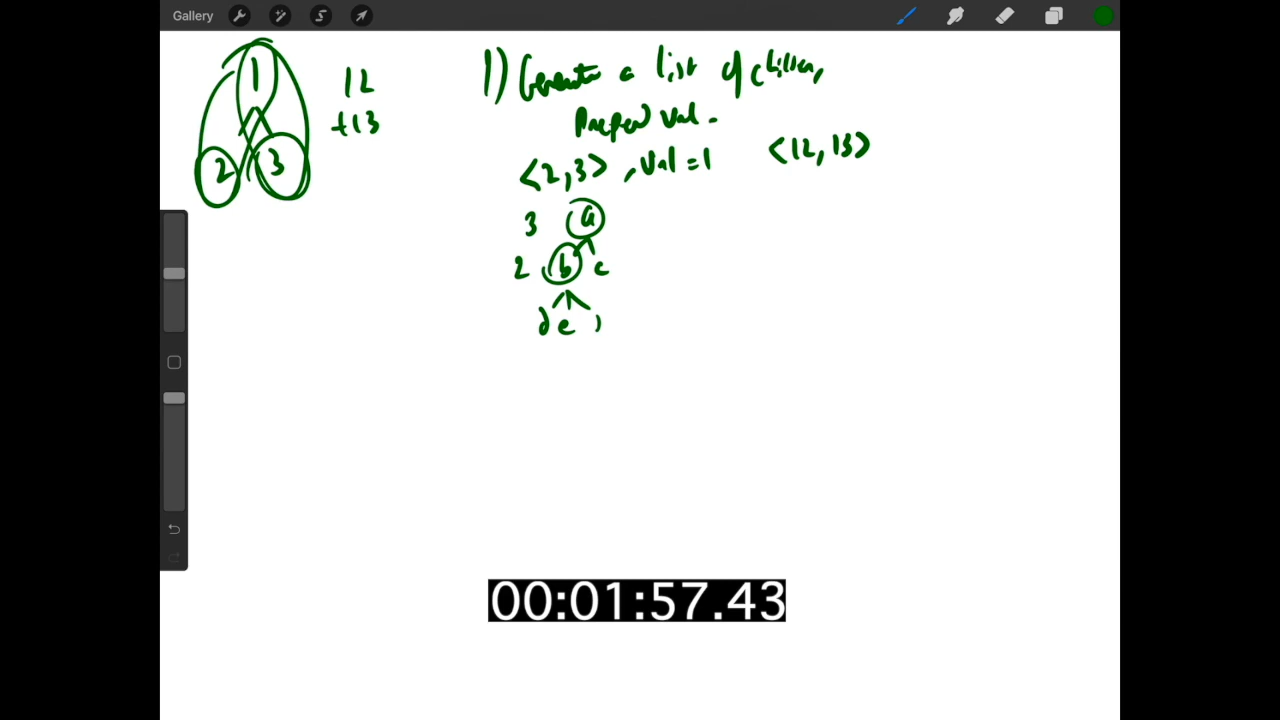 Gallery
1
2 3
12
+13
1) Generate a list of children,
Prepend val.
<2,3>, val = 1 <12, 13>
3 a
2 b c
d e
00:01:57.43